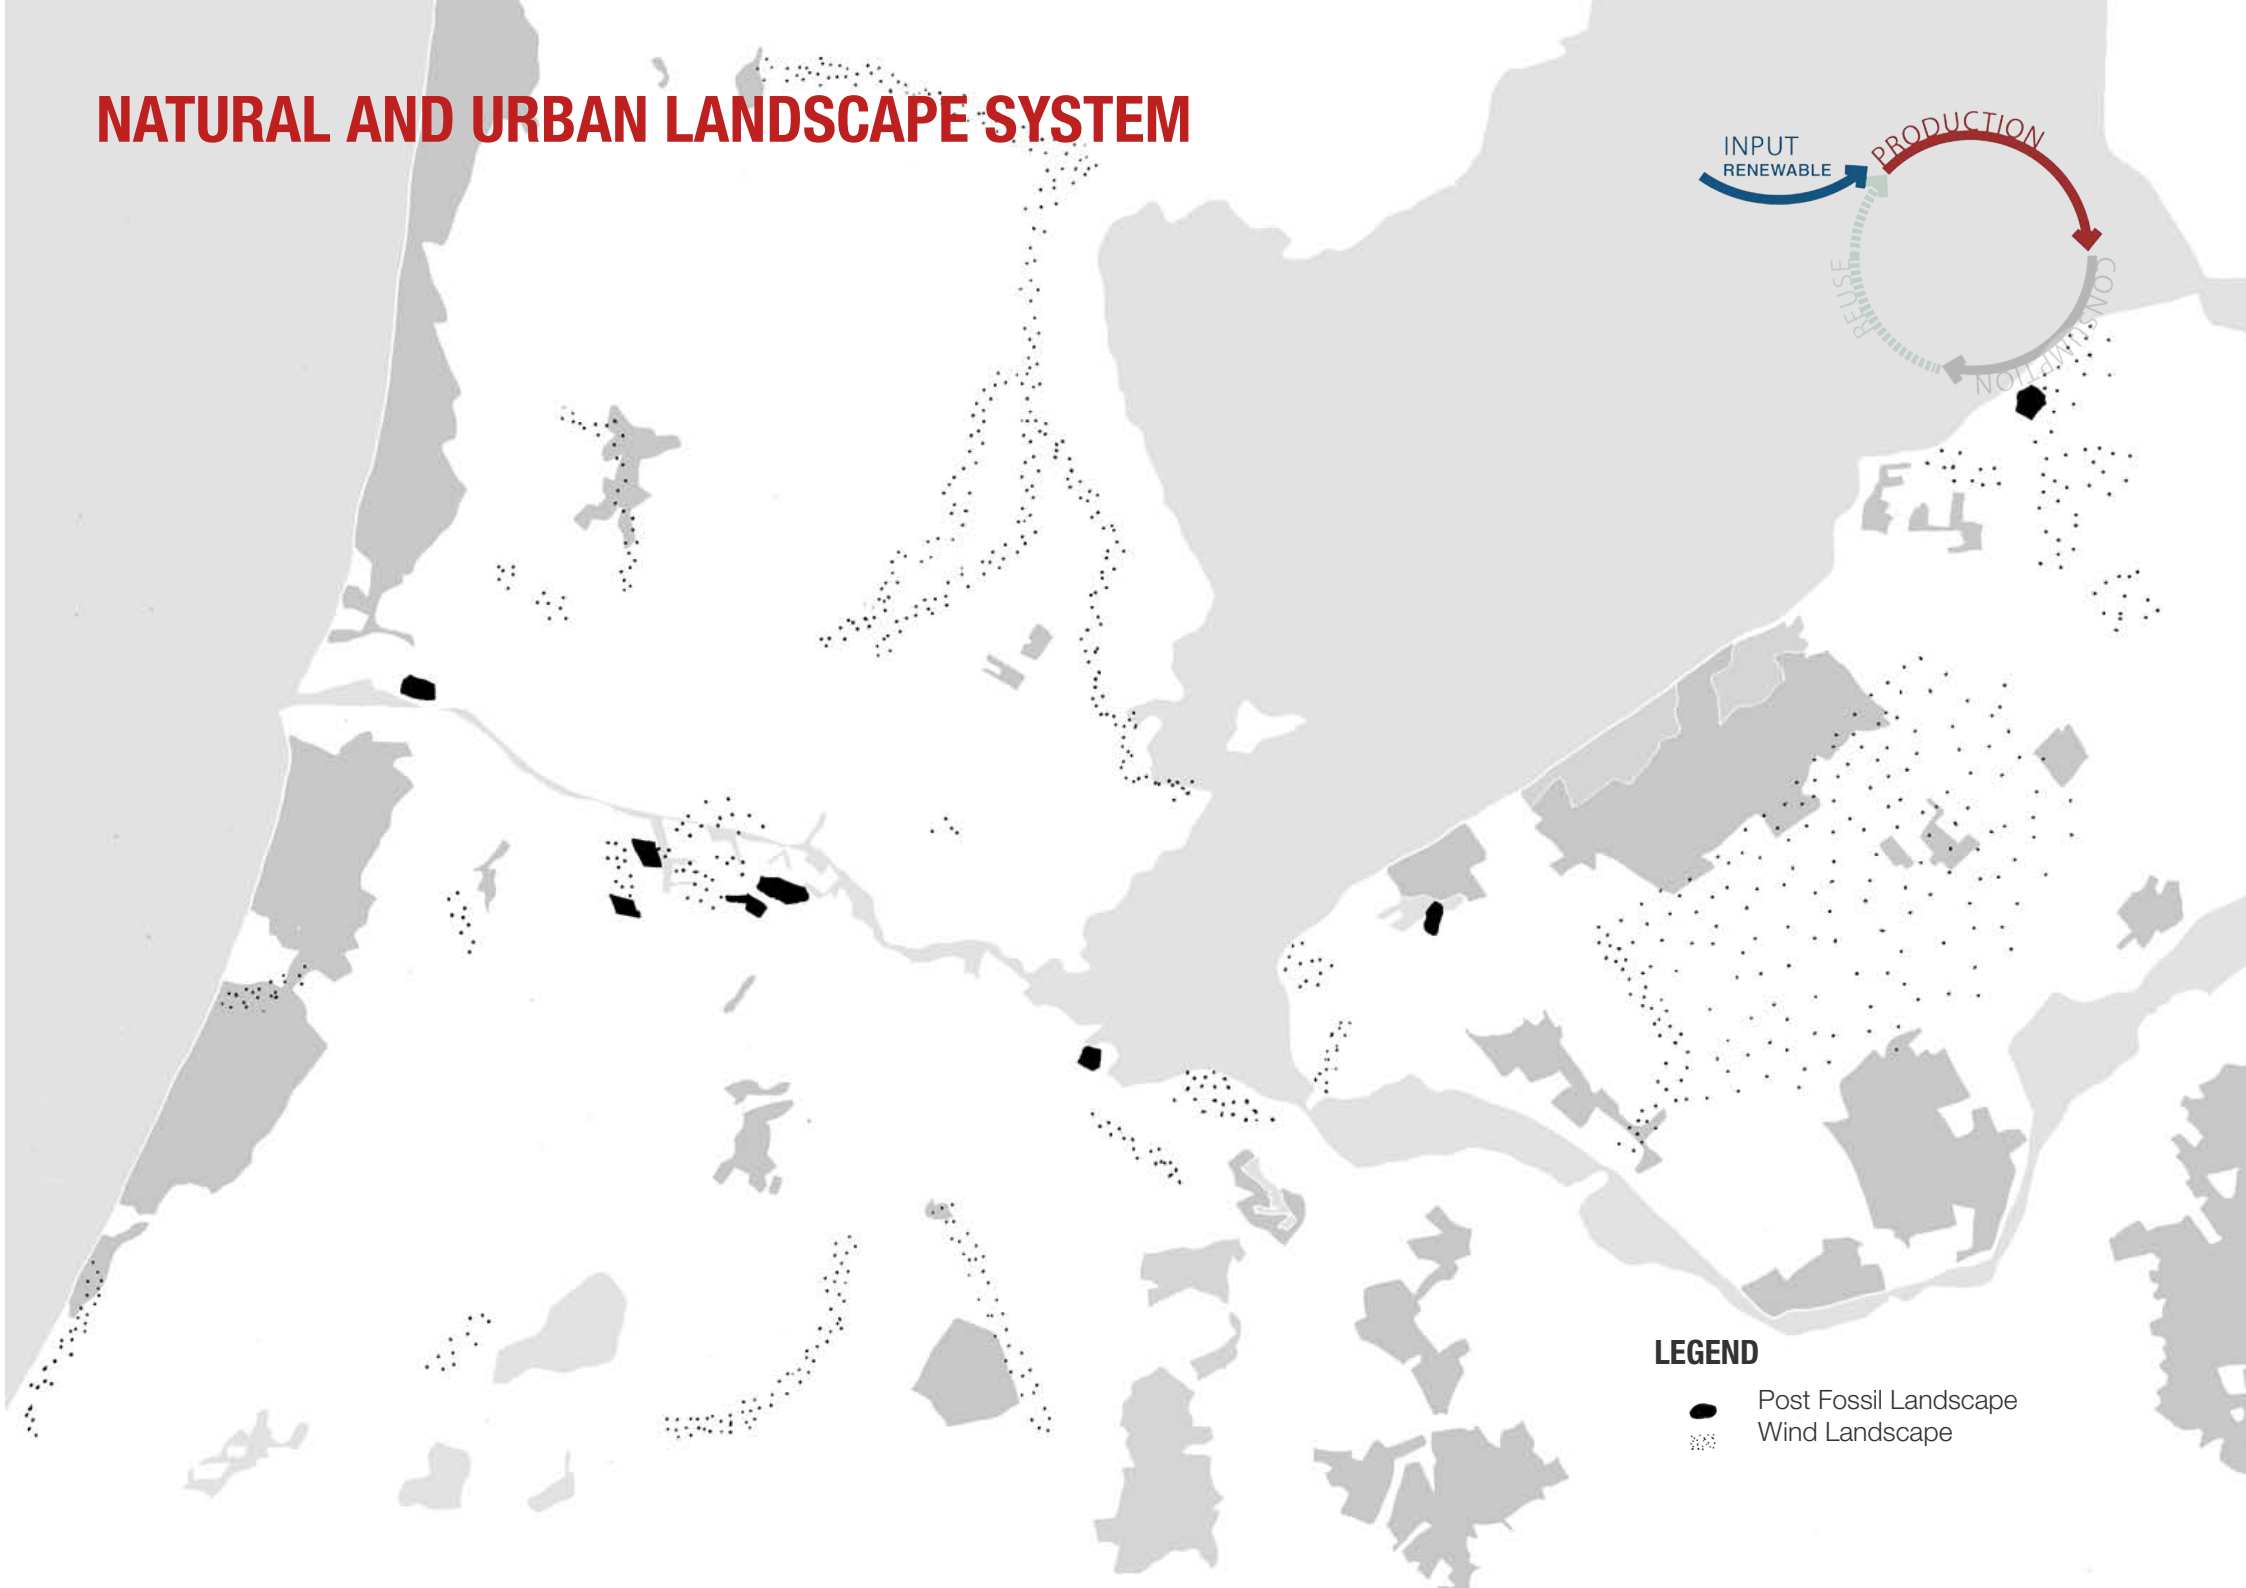 NATURAL AND URBAN LANDSCAPE SYSTEM
INPUT
RENEWABLE
PRODUCTION
CONSUMPTION
REUSE
LEGEND
Post Fossil Landscape
Wind Landscape